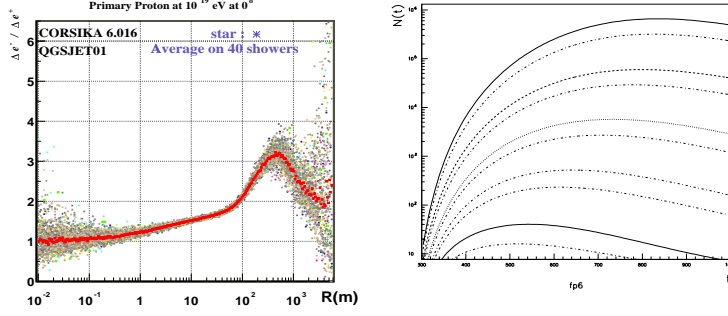 Primary Proton at 10 19 eV at 0°
CORSIKA 6.016
QGSJET01
star : *
Average on 40 showers
Δe⁻ / Δe⁺
6
5
4
3
2
1
0
10⁻²
10⁻¹
1
10
10²
10³
R(m)
N(t)
10⁶
10⁵
10⁴
10³
10²
10
300
400
500
600
700
800
900
fp6